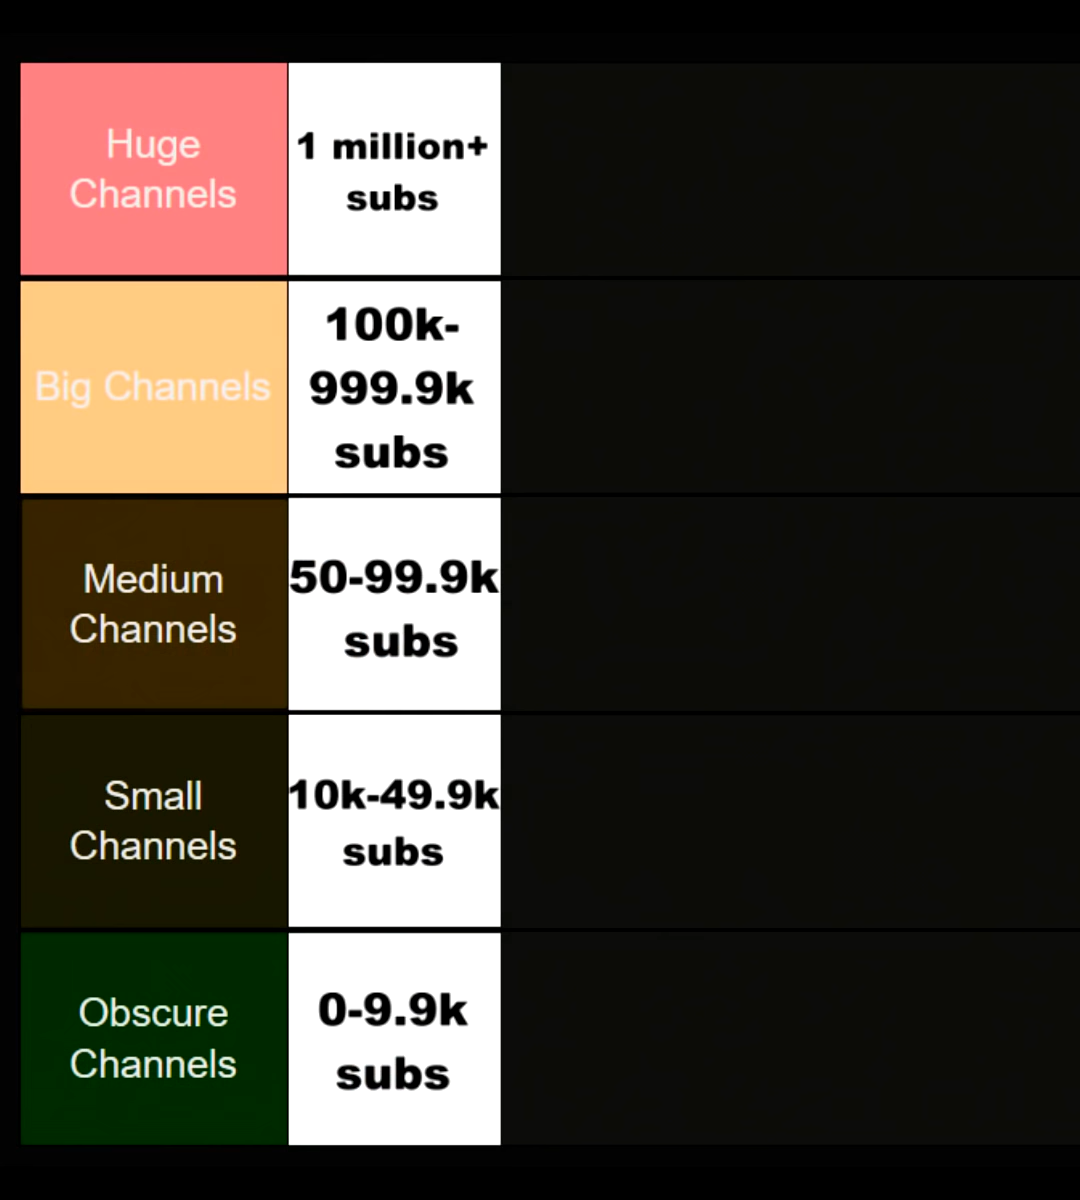 Huge
Channels
1 million+
subs
Big Channels
100k-
999.9k
subs
Medium
Channels
50-99.9k
subs
Small
Channels
10k-49.9k
subs
Obscure
Channels
0-9.9k
subs